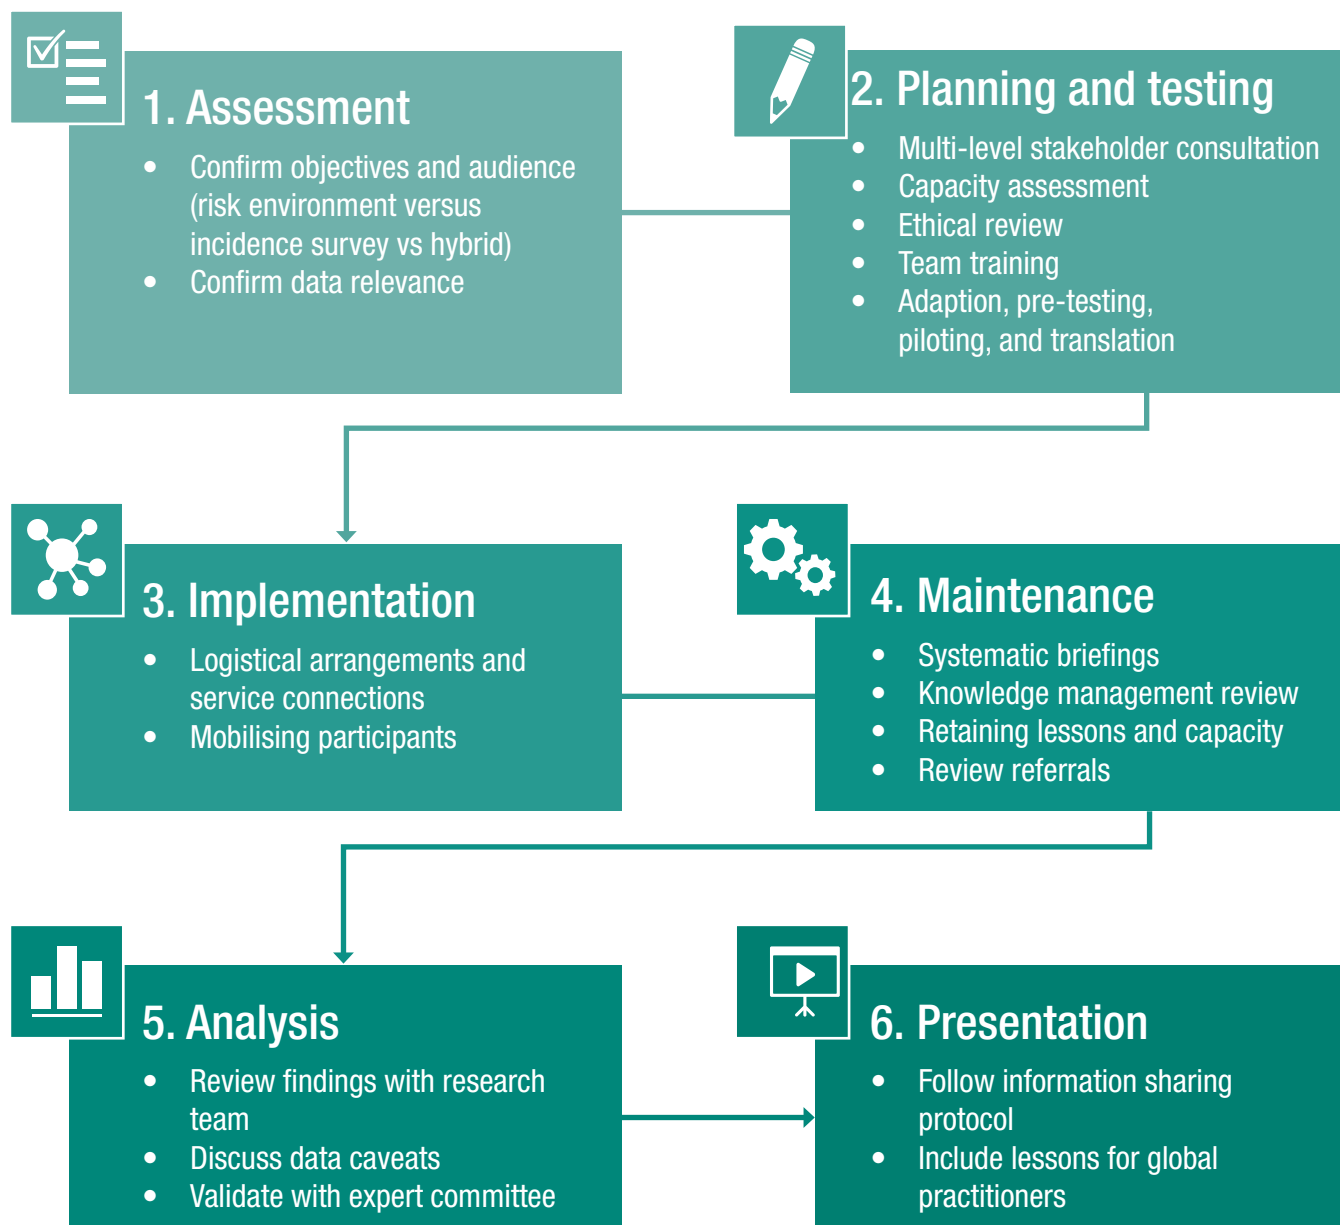 1. Assessment
• Confirm objectives and audience
(risk environment versus
incidence survey vs hybrid)
• Confirm data relevance
2. Planning and testing
• Multi-level stakeholder consultation
• Capacity assessment
• Ethical review
• Team training
• Adaption, pre-testing,
piloting, and translation
3. Implementation
• Logistical arrangements and
service connections
• Mobilising participants
4. Maintenance
• Systematic briefings
• Knowledge management review
• Retaining lessons and capacity
• Review referrals
5. Analysis
• Review findings with research
team
• Discuss data caveats
• Validate with expert committee
6. Presentation
• Follow information sharing
protocol
• Include lessons for global
practitioners